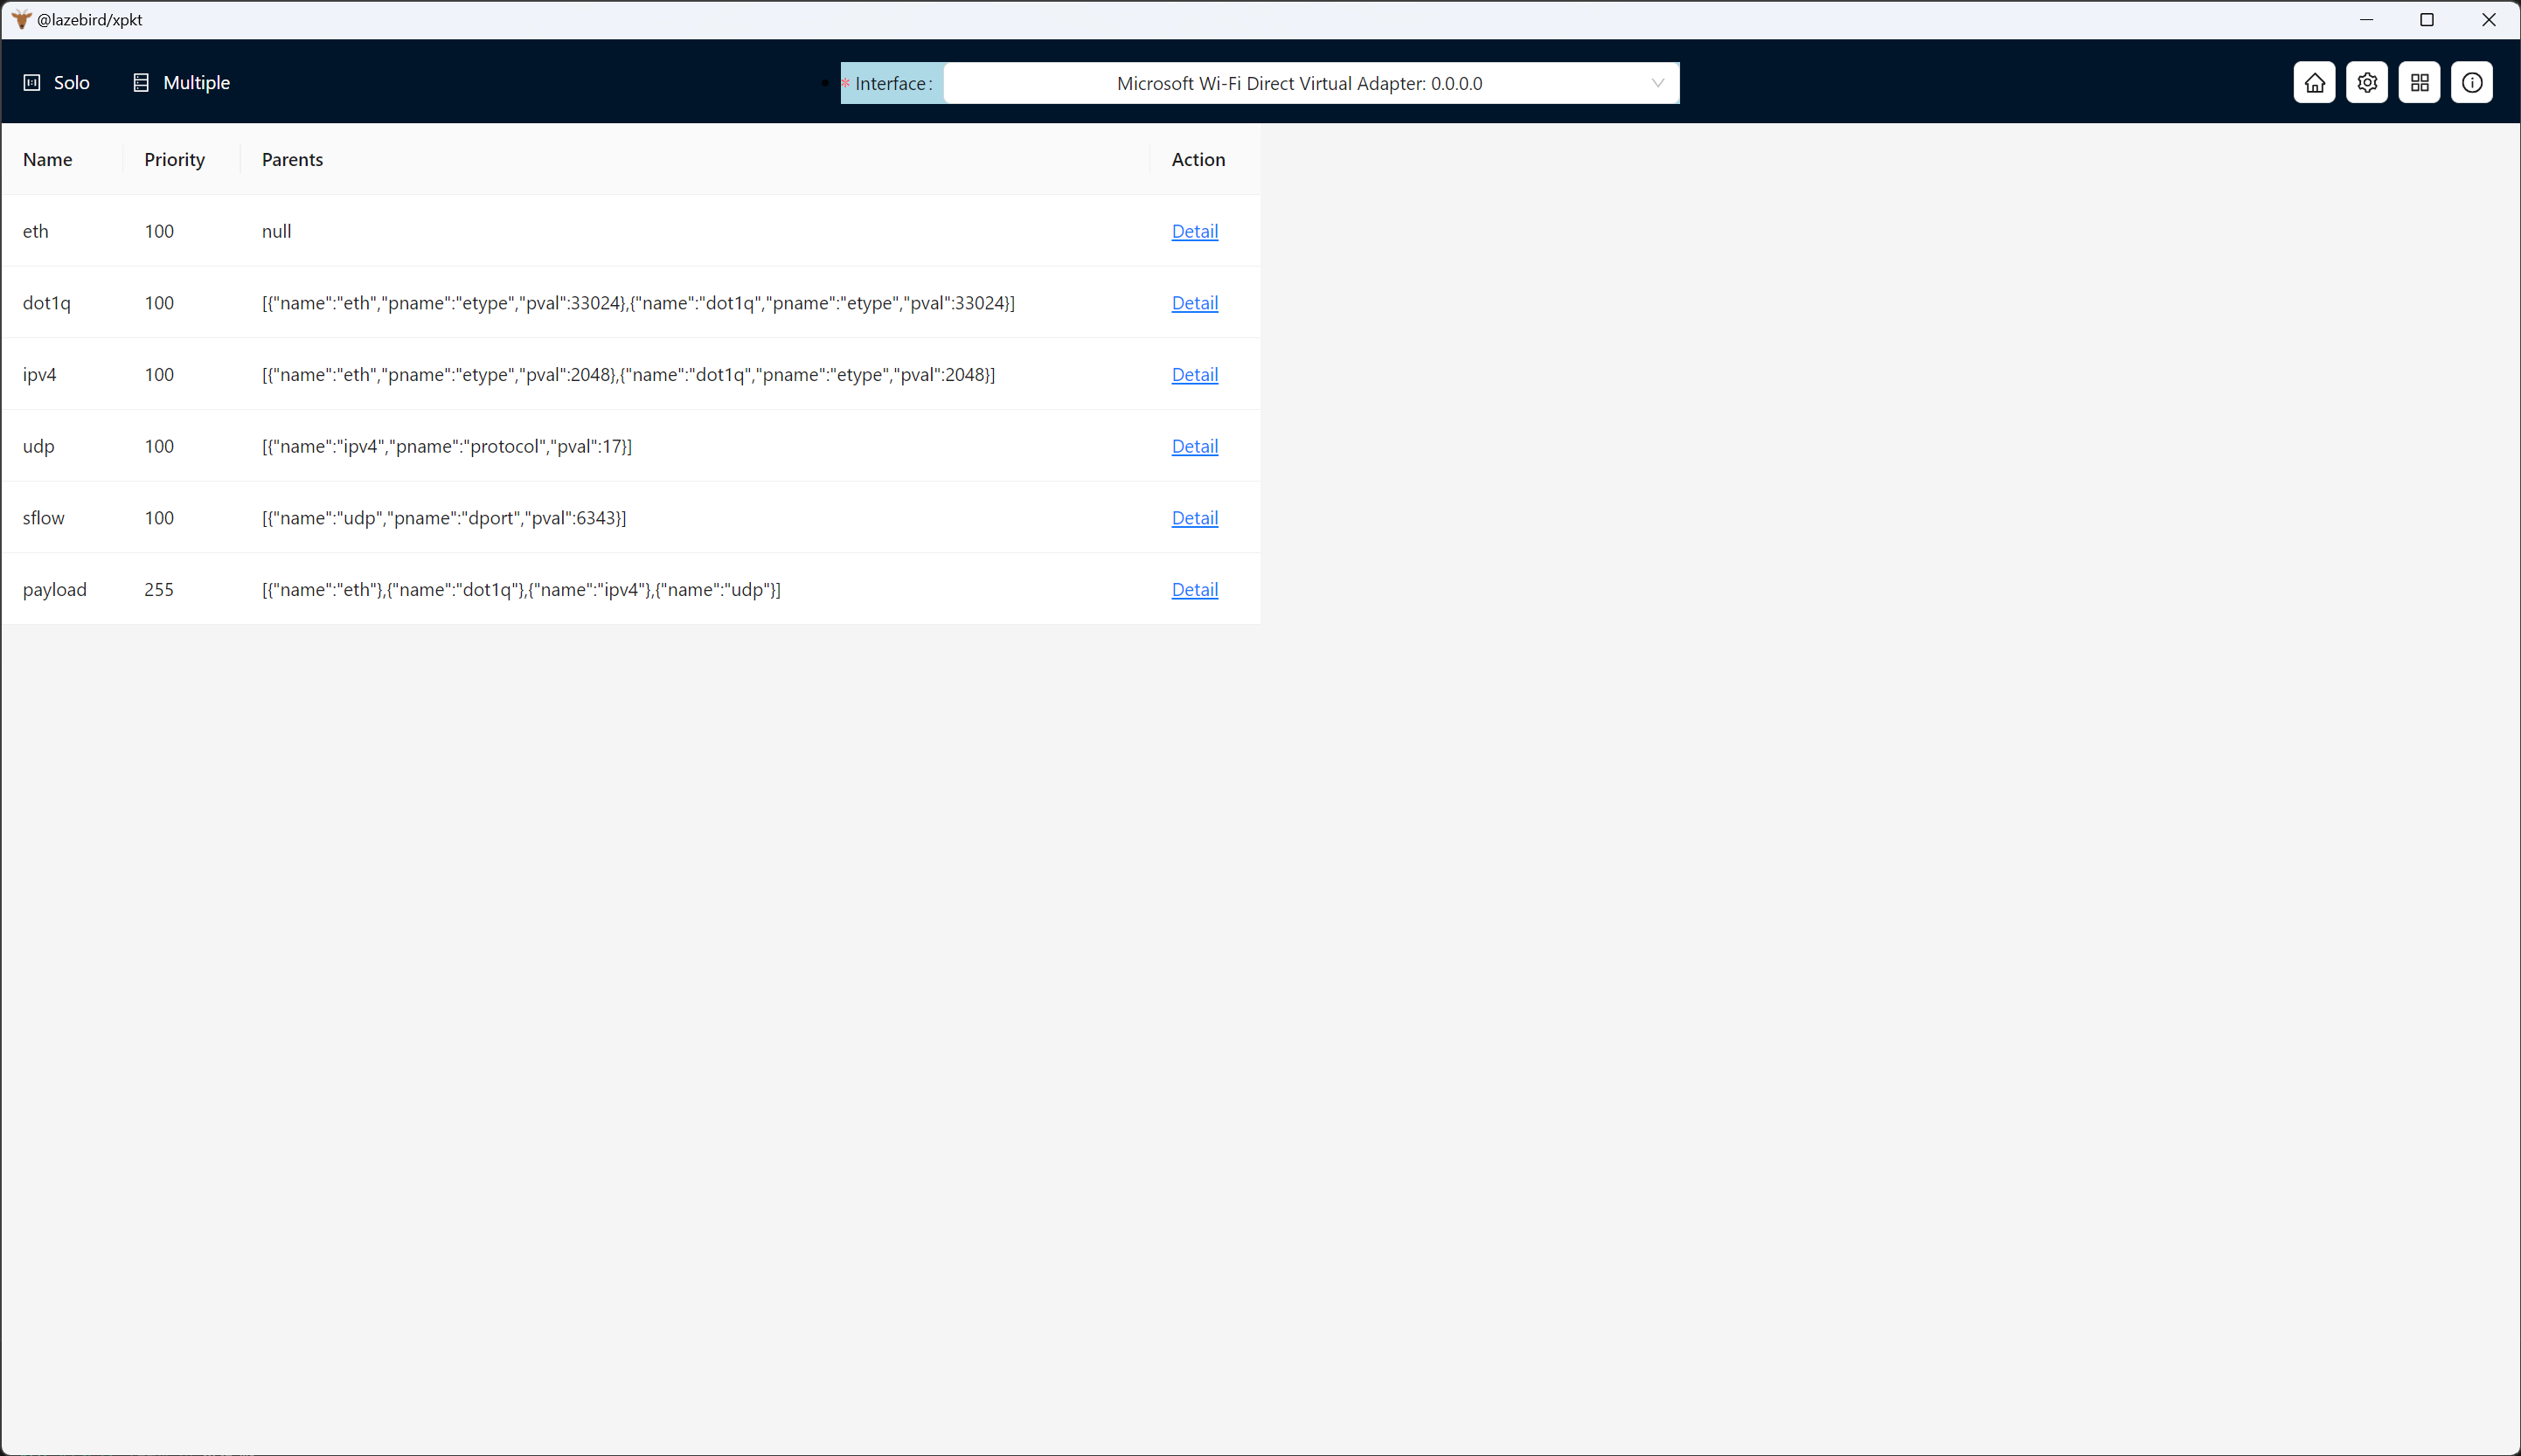 @lazebird/xpkt
Solo Multiple * Interface: Microsoft Wi-Fi Direct Virtual Adapter: 0.0.0.0
Name Priority Parents Action
eth 100 null Detail
dot1q 100 [{"name":"eth","pname":"etype","pval":33024},{"name":"dot1q","pname":"etype","pval":33024}] Detail
ipv4 100 [{"name":"eth","pname":"etype","pval":2048},{"name":"dot1q","pname":"etype","pval":2048}] Detail
udp 100 [{"name":"ipv4","pname":"protocol","pval":17}] Detail
sflow 100 [{"name":"udp","pname":"dport","pval":6343}] Detail
payload 255 [{"name":"eth"},{"name":"dot1q"},{"name":"ipv4"},{"name":"udp"}] Detail